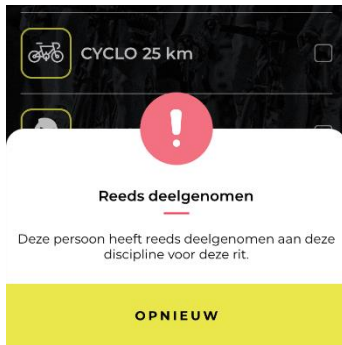 CYCLO 25 km
Reeds deelgenomen
Deze persoon heeft reeds deelgenomen aan deze
discipline voor deze rit.
OPNIEUW